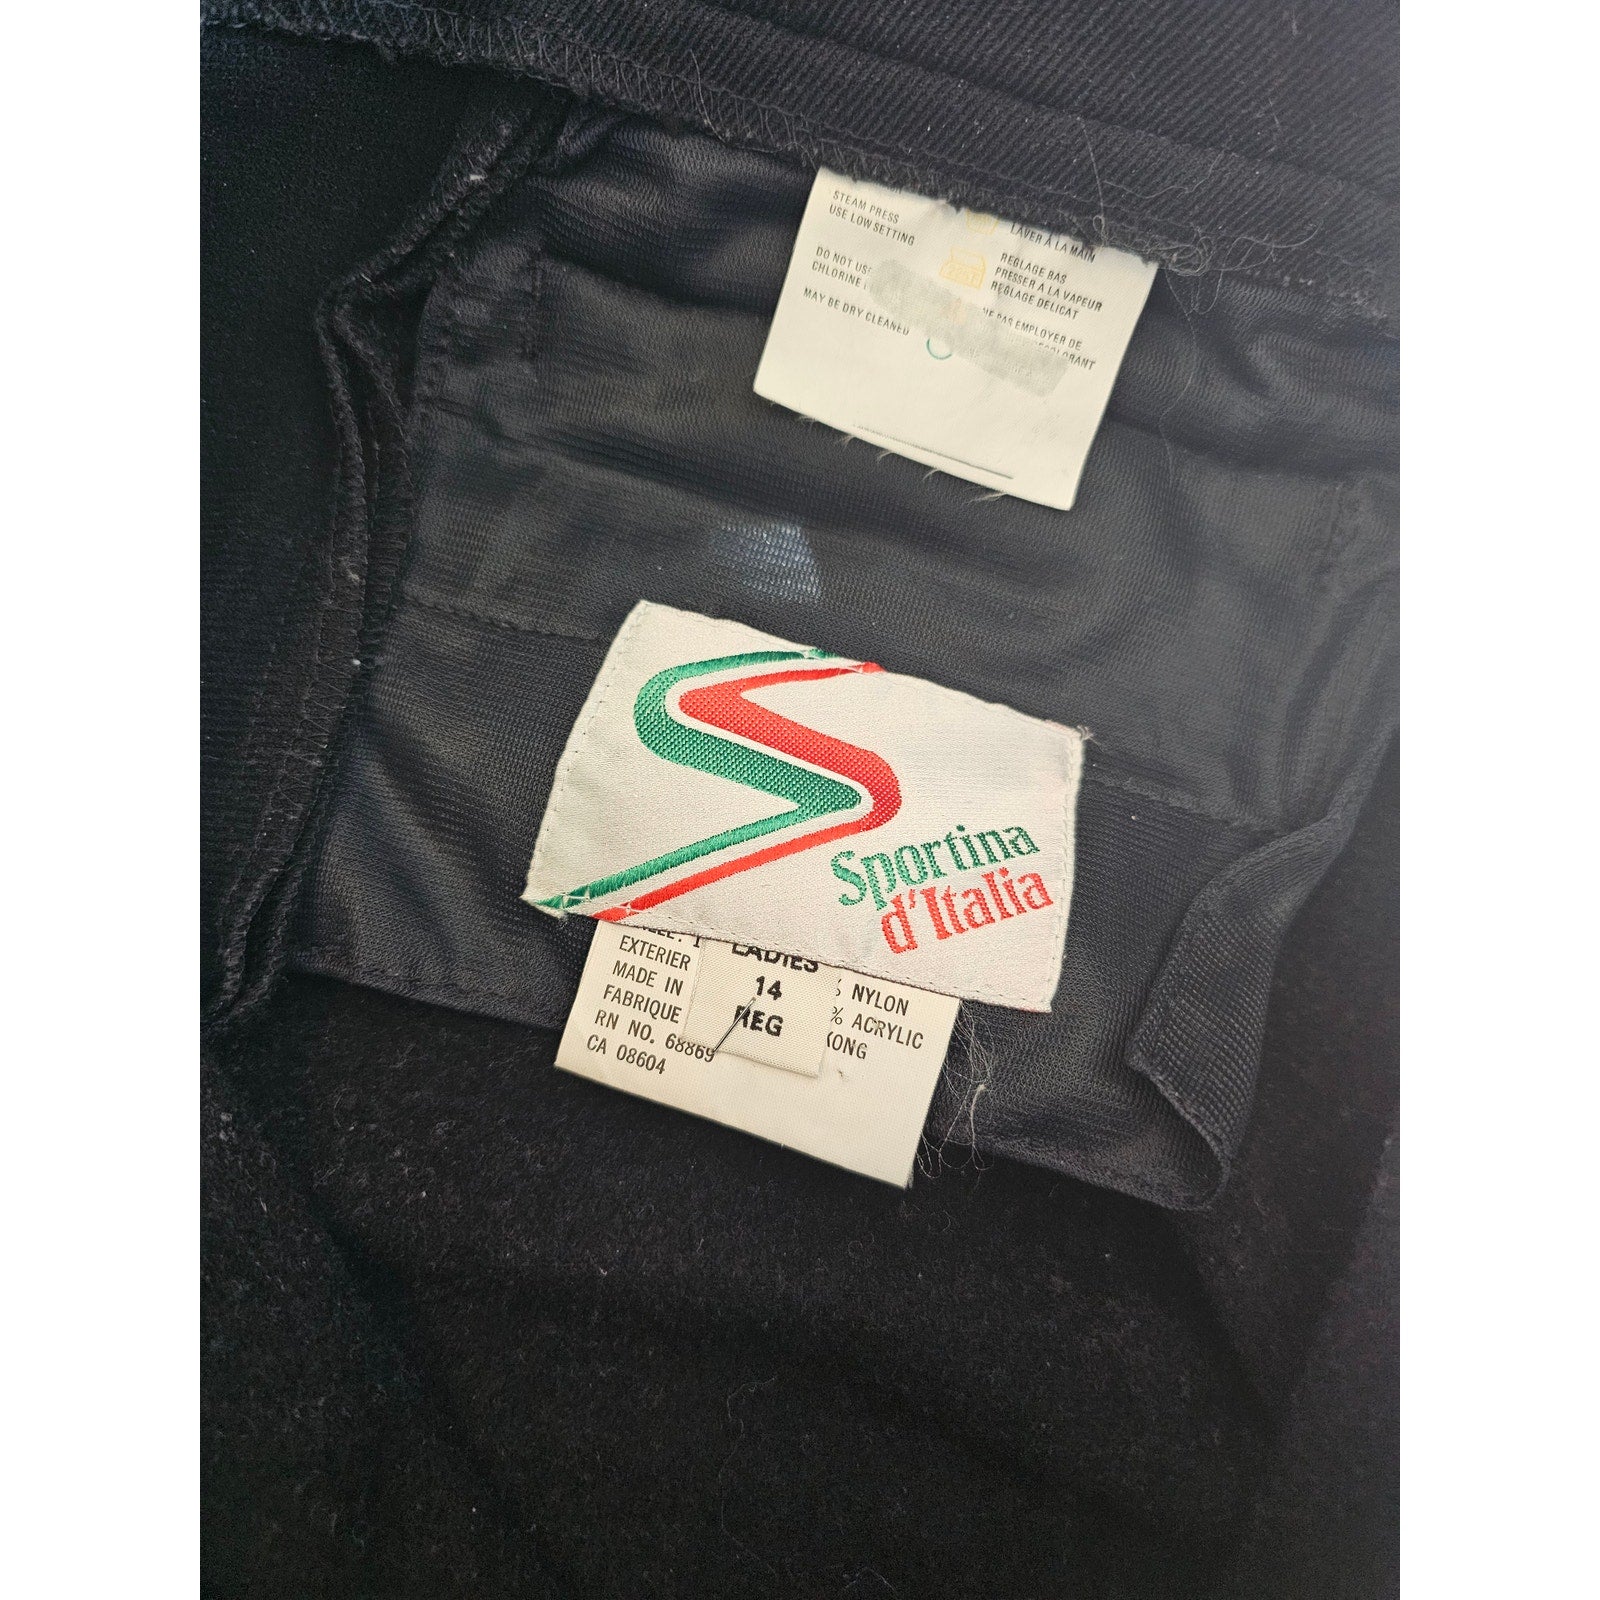 STEAM PRESS
USE LOW SETTING
DO NOT USE
CHLORINE
MAY BE DRY CLEANED
LAVER À LA MAIN
REGLAGE BAS
PRESSER À LA VAPEUR
REGLAGE DÉLICAT
NE PAS EMPLOYER DE
Sportina
d'Italia
EXTERIER
MADE IN
FABRIQUE
RN NO. 68869
CA 08604
LADIES
14
REG
% NYLON
% ACRYLIC
KONG